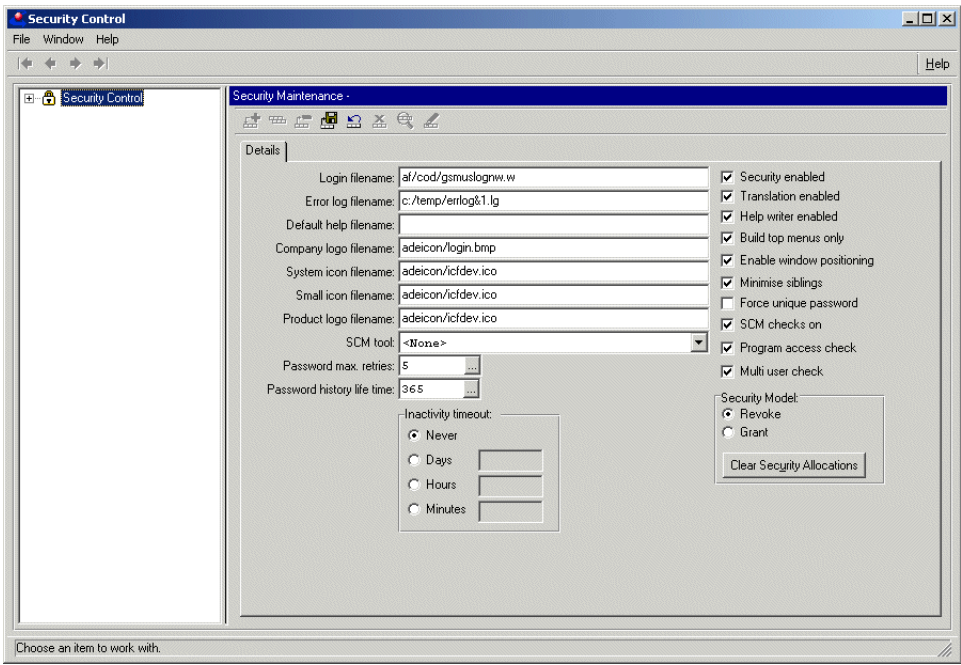 Security Control
File Window Help
Help
Security Control
Security Maintenance -
Details
Login filename: af/cod/gsmuslognw.w
Error log filename: c:/temp/errlog&1.lg
Default help filename:
Company logo filename: adeicon/login.bmp
System icon filename: adeicon/icfdev.ico
Small icon filename: adeicon/icfdev.ico
Product logo filename: adeicon/icfdev.ico
SCM tool: <None>
Password max. retries: 5 ...
Password history life time: 365 ...
Inactivity timeout:
Never
Days
Hours
Minutes
Security enabled
Translation enabled
Help writer enabled
Build top menus only
Enable window positioning
Minimise siblings
Force unique password
SCM checks on
Program access check
Multi user check
Security Model:
Revoke
Grant
Clear Security Allocations
Choose an item to work with.